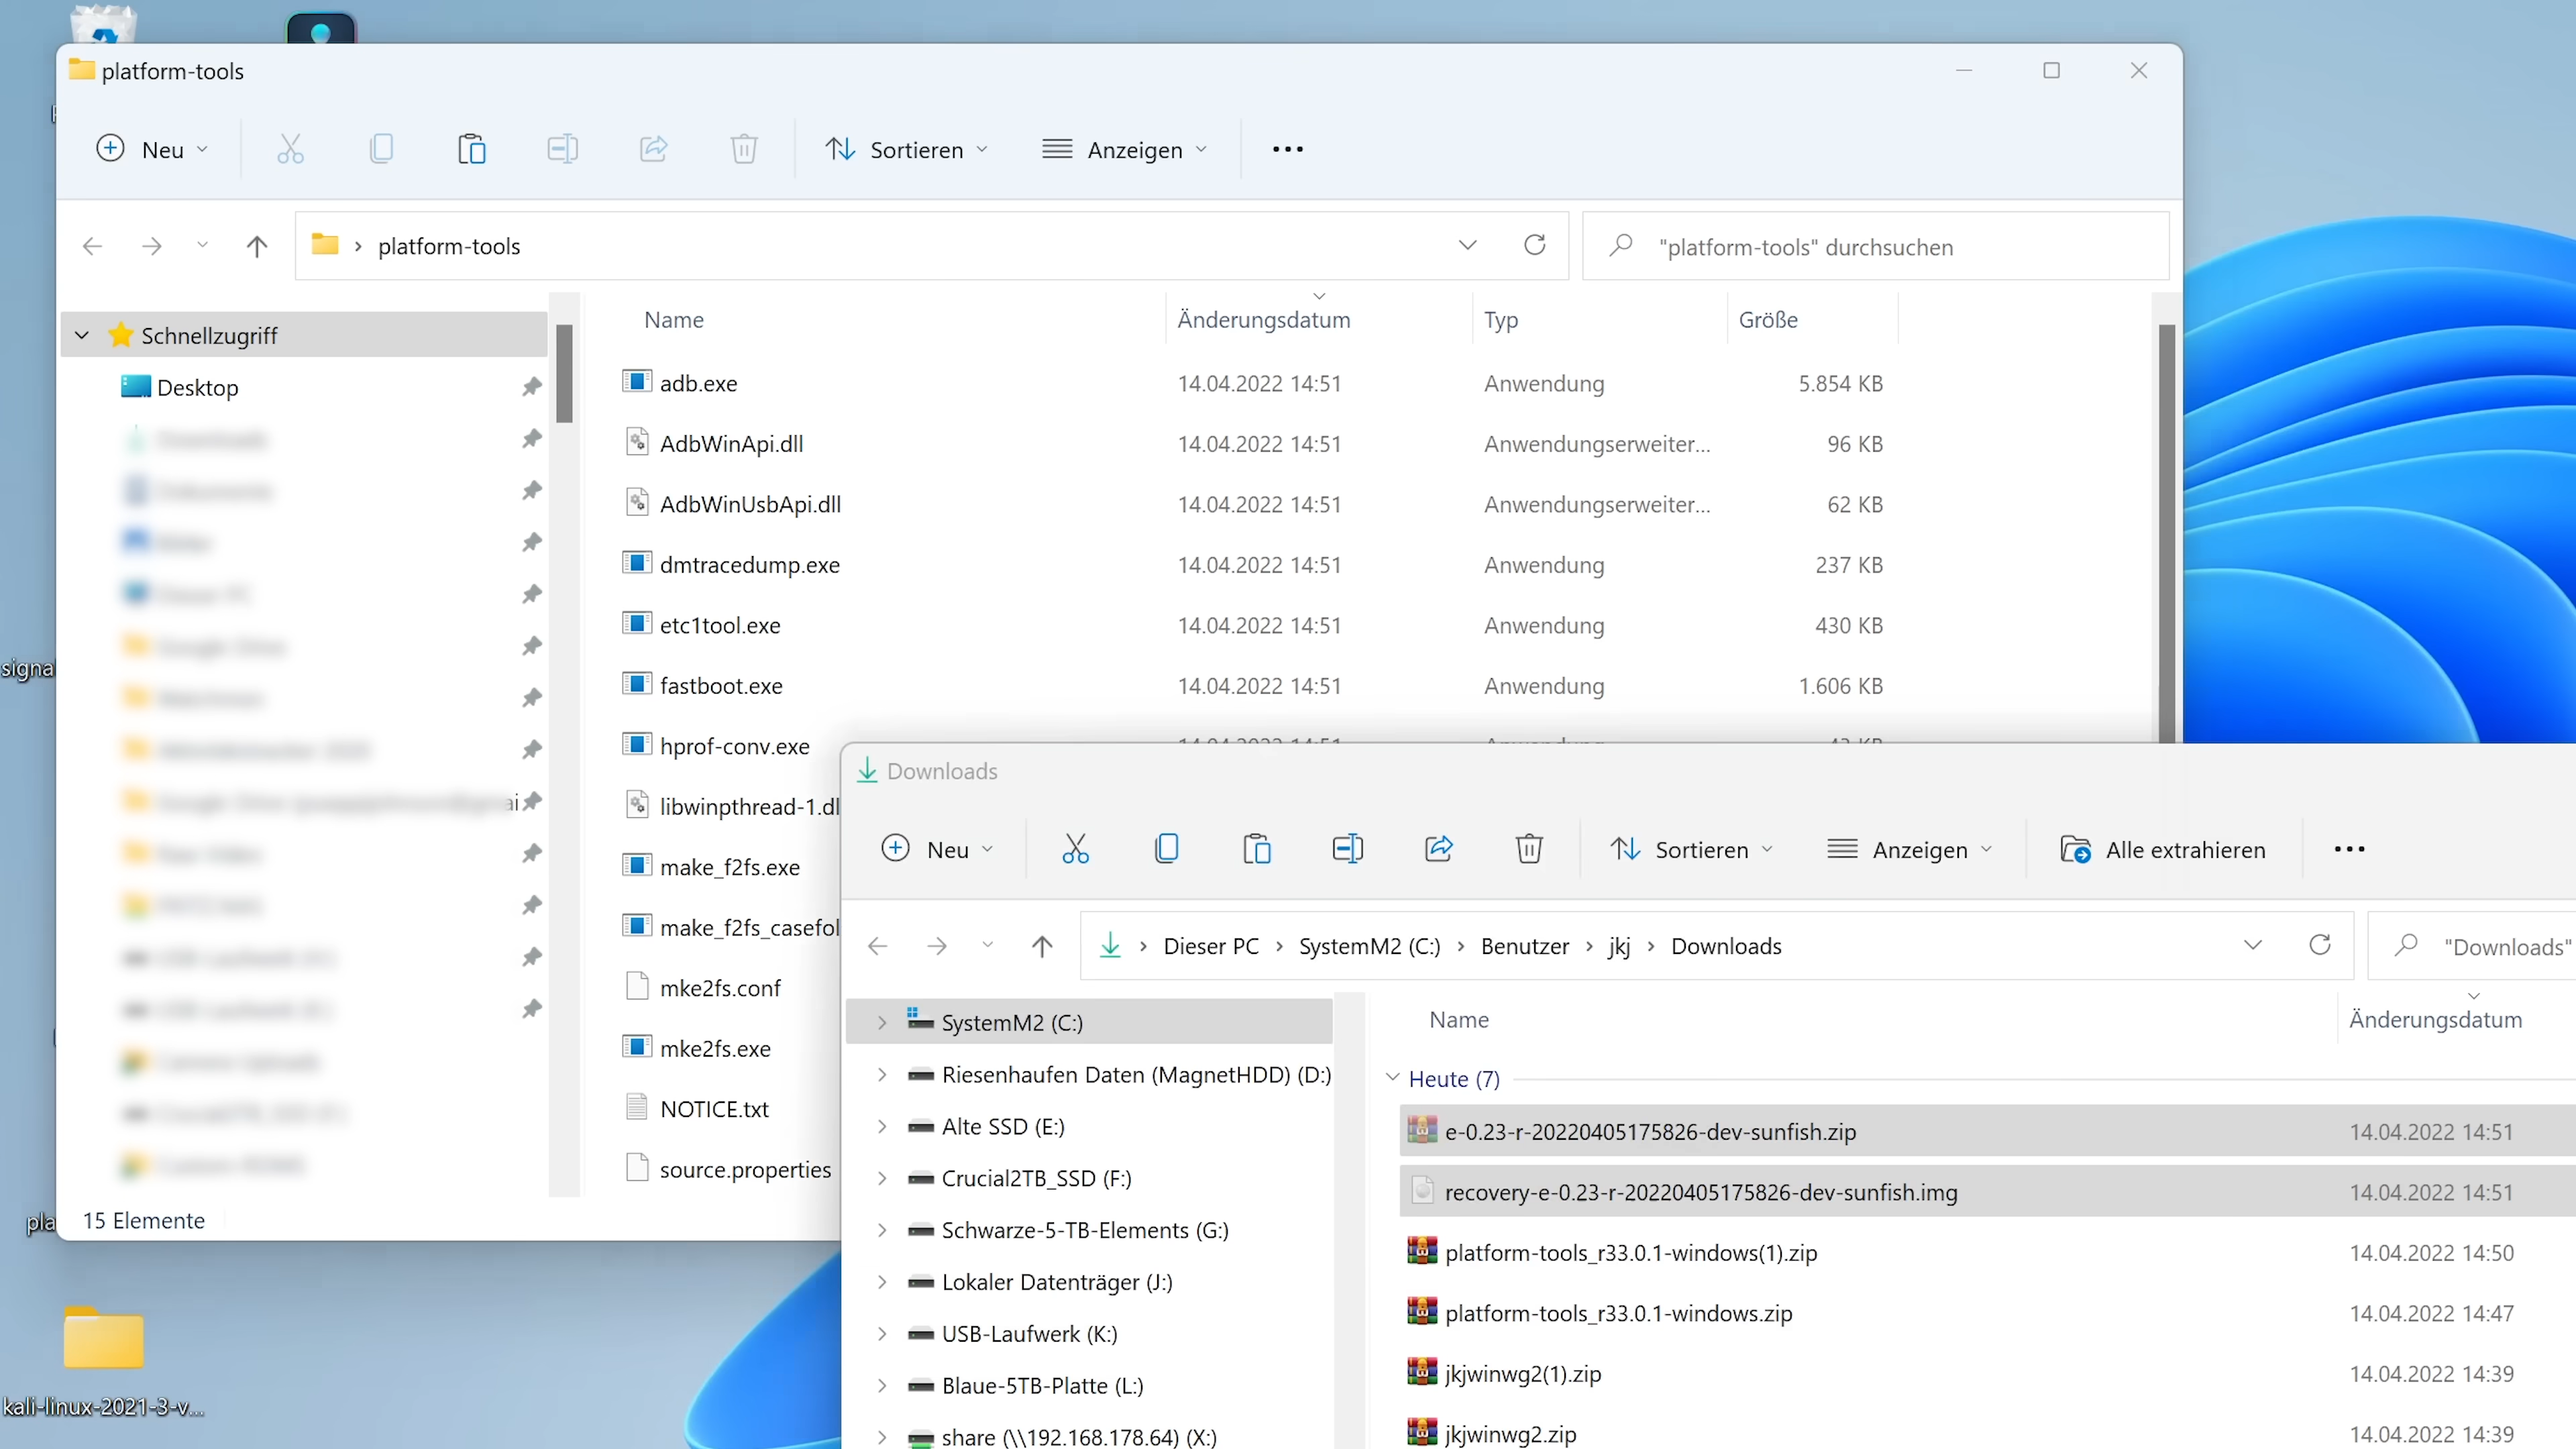 platform-tools
Neu
Sortieren
Anzeigen
platform-tools
"platform-tools" durchsuchen
Schnellzugriff
Desktop
Name
Änderungsdatum
Typ
Größe
adb.exe
14.04.2022 14:51
Anwendung
5.854 KB
AdbWinApi.dll
14.04.2022 14:51
Anwendungserweiter...
96 KB
AdbWinUsbApi.dll
14.04.2022 14:51
Anwendungserweiter...
62 KB
dmtracedump.exe
14.04.2022 14:51
Anwendung
237 KB
etc1tool.exe
14.04.2022 14:51
Anwendung
430 KB
fastboot.exe
14.04.2022 14:51
Anwendung
1.606 KB
hprof-conv.exe
libwinpthread-1.dl
make_f2fs.exe
make_f2fs_casefol
mke2fs.conf
mke2fs.exe
NOTICE.txt
source.properties
15 Elemente
signa
pla
kali-linux-2021-3-v...
Downloads
Neu
Sortieren
Anzeigen
Alle extrahieren
Dieser PC > SystemM2 (C:) > Benutzer > jkj > Downloads
"Downloads"
SystemM2 (C:)
Riesenhaufen Daten (MagnetHDD) (D:)
Alte SSD (E:)
Crucial2TB_SSD (F:)
Schwarze-5-TB-Elements (G:)
Lokaler Datenträger (J:)
USB-Laufwerk (K:)
Blaue-5TB-Platte (L:)
share (\\192.168.178.64) (X:)
Name
Änderungsdatum
Heute (7)
e-0.23-r-20220405175826-dev-sunfish.zip
14.04.2022 14:51
recovery-e-0.23-r-20220405175826-dev-sunfish.img
14.04.2022 14:51
platform-tools_r33.0.1-windows(1).zip
14.04.2022 14:50
platform-tools_r33.0.1-windows.zip
14.04.2022 14:47
jkjwinwg2(1).zip
14.04.2022 14:39
jkjwinwg2.zip
14.04.2022 14:39